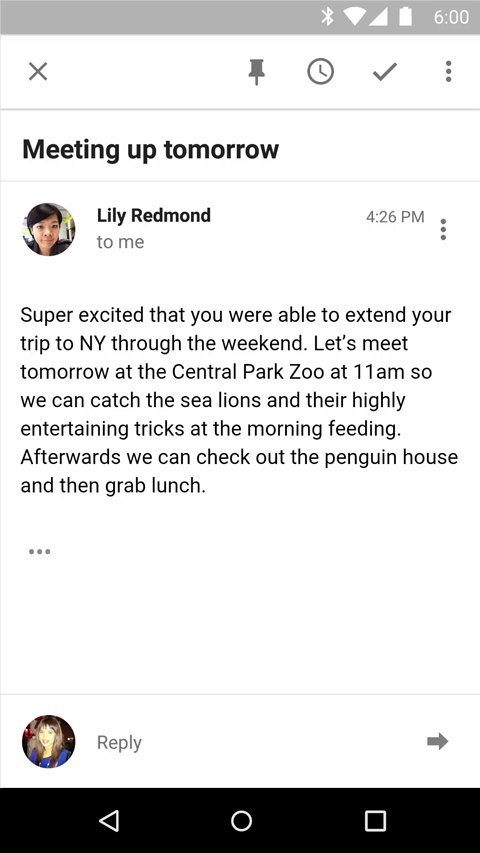 6:00
Meeting up tomorrow
Lily Redmond
4:26 PM
to me
Super excited that you were able to extend your
trip to NY through the weekend. Let’s meet
tomorrow at the Central Park Zoo at 11am so
we can catch the sea lions and their highly
entertaining tricks at the morning feeding.
Afterwards we can check out the penguin house
and then grab lunch.
Reply